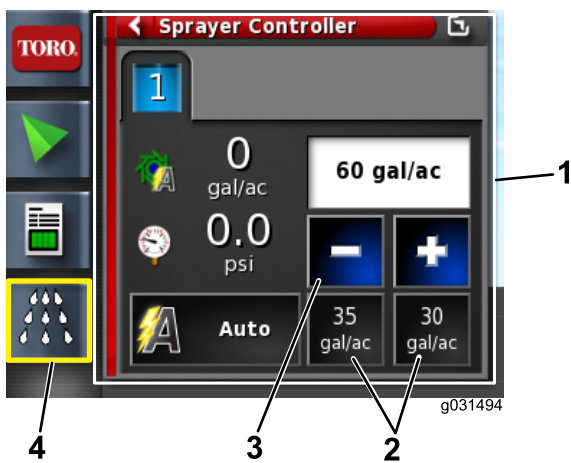 TORO.
Sprayer Controller
1
0
gal/ac
60 gal/ac
0.0
psi
- +
A Auto
35 30
gal/ac gal/ac
1
g031494
4 3 2